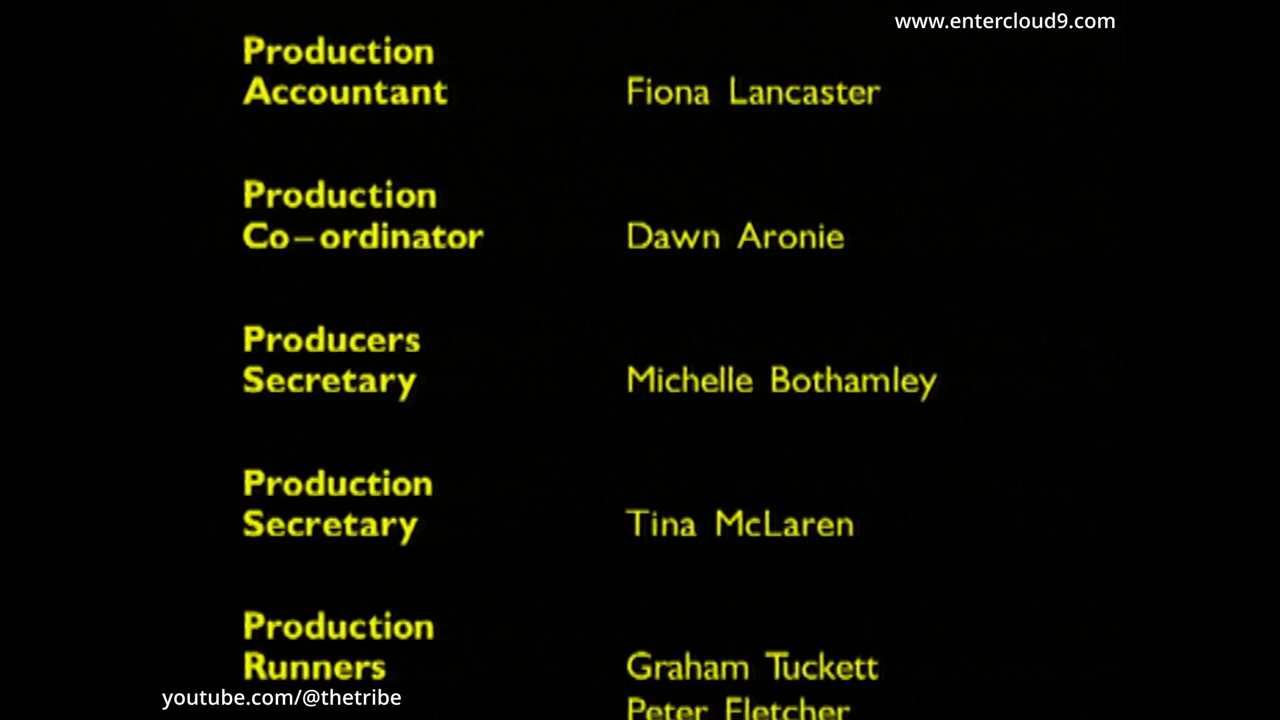 www.entercloud9.com
Production
Accountant Fiona Lancaster
Production
Co-ordinator Dawn Aronie
Producers
Secretary Michelle Bothamley
Production
Secretary Tina McLaren
Production
Runners Graham Tuckett
youtube.com/@thetribe
Peter Fletcher